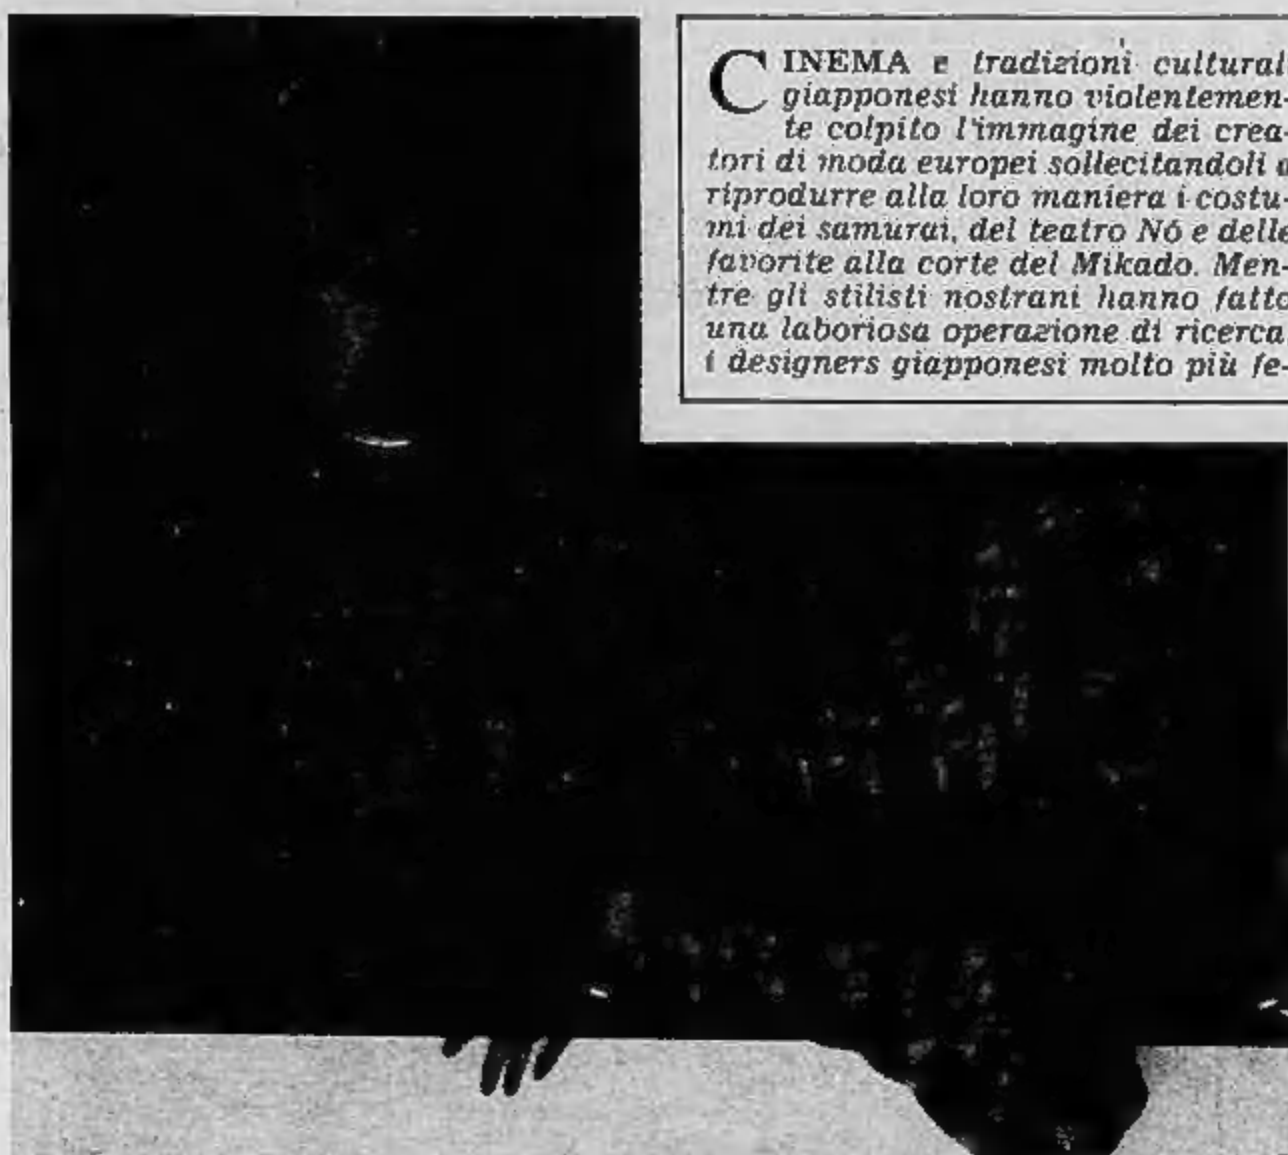 CINEMA e tradizioni cultural
giapponesi hanno violentemen-
te colpito l'immagine dei crea-
tori di moda europei sollecitandoli a
riprodurre alla loro maniera i costu-
mi dei samurai, del teatro Nó e delle
favorite alla corte del Mikado. Men-
tre gli stilisti nostrani hanno fatto
una laboriosa operazione di ricerca
i designers giapponesi molto più fe-